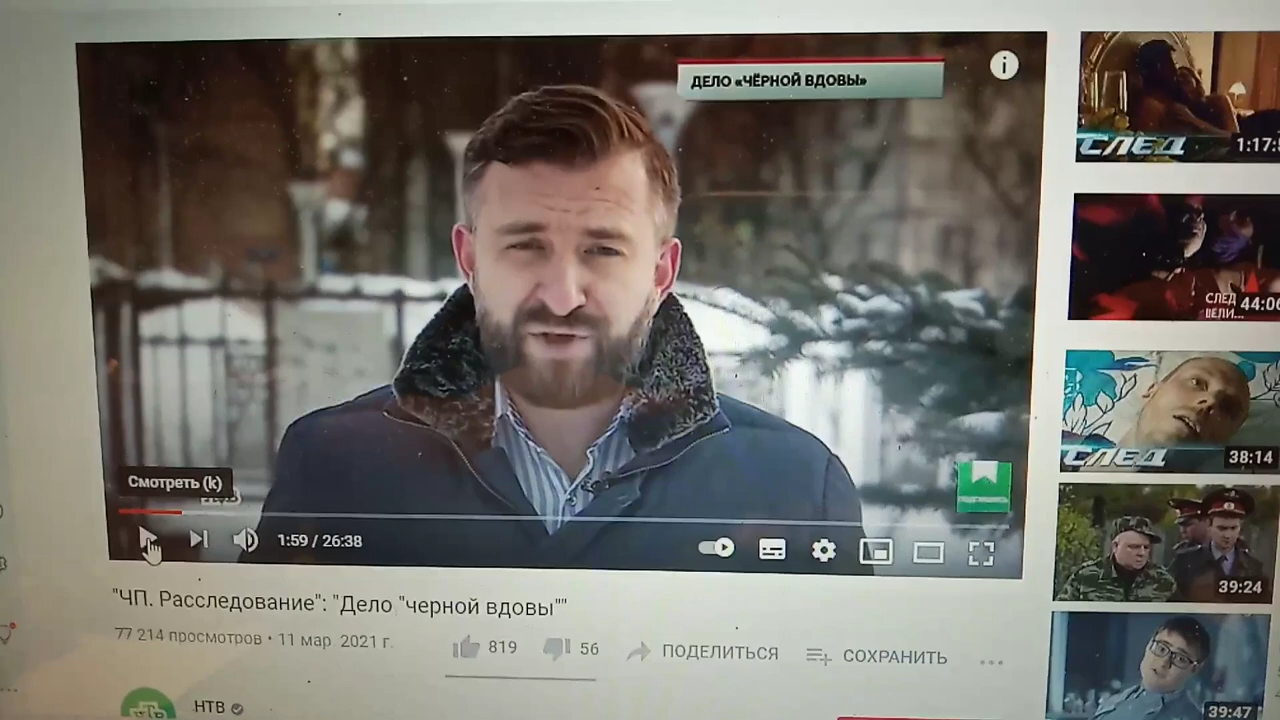 ДЕЛО «ЧЁРНОЙ ВДОВЫ»
СЛЕД
1:17:
СЛЕД
44:06
СЛЕД
38:14
39:24
39:47
Смотреть (k)
1:59 / 26:38
"ЧП. Расследование": "Дело "черной вдовы""
77 214 просмотров • 11 мар. 2021 г.
819
56
ПОДЕЛИТЬСЯ
СОХРАНИТЬ
НТВ